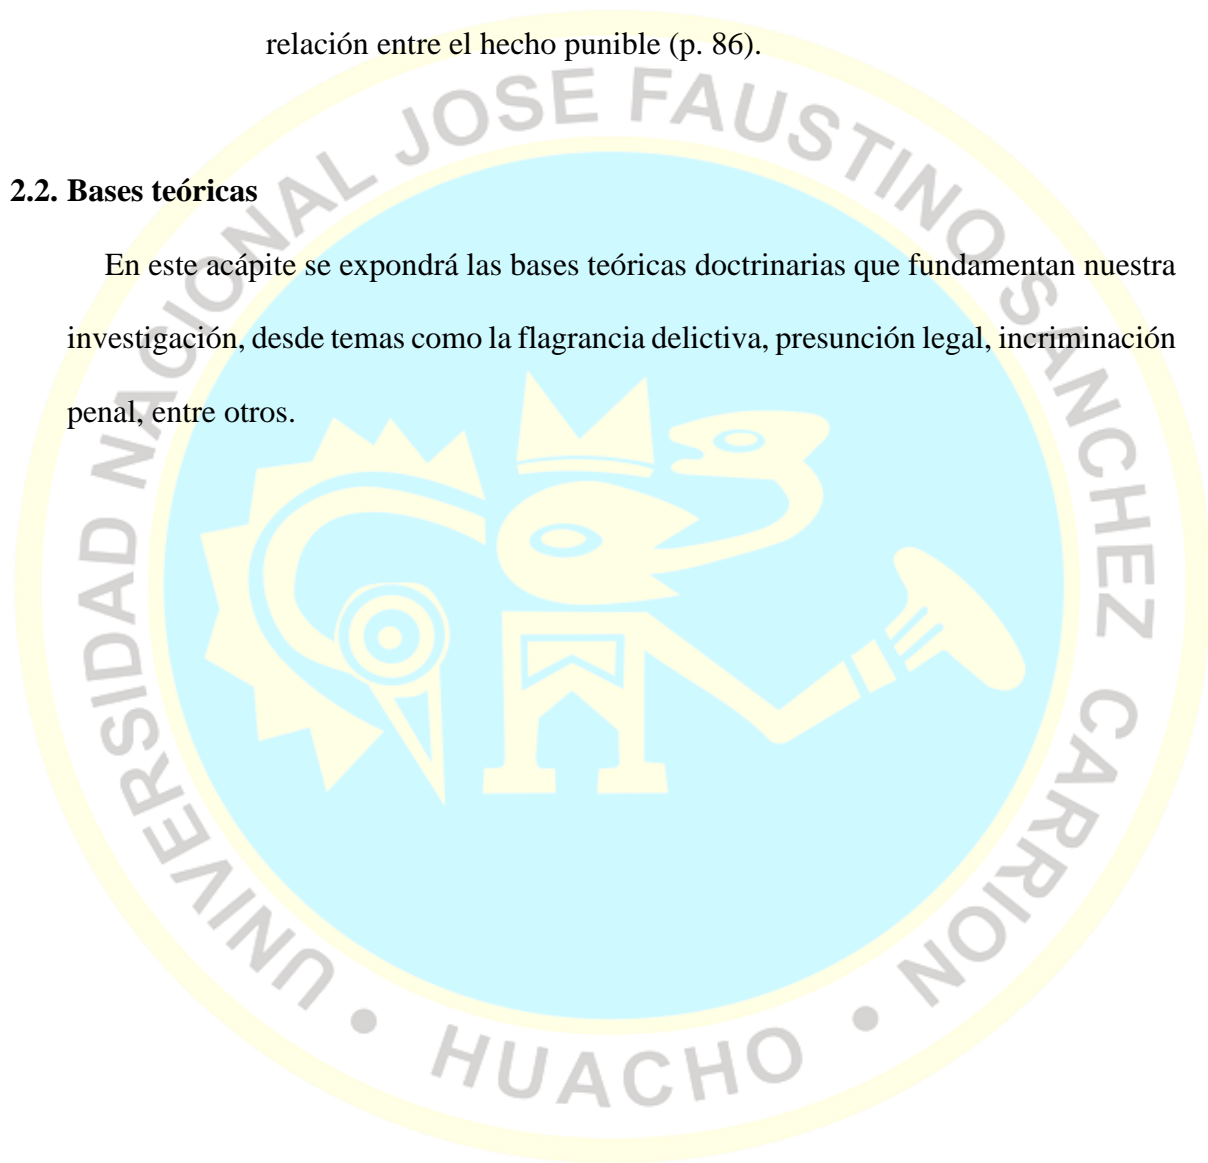 relación entre el hecho punible (p. 86).
2.2. Bases teóricas
En este acápite se expondrá las bases teóricas doctrinarias que fundamentan nuestra
investigación, desde temas como la flagrancia delictiva, presunción legal, incriminación
penal, entre otros.
UNIVERSIDAD NACIONAL JOSE FAUSTINO SANCHEZ CARRION
• HUACHO •